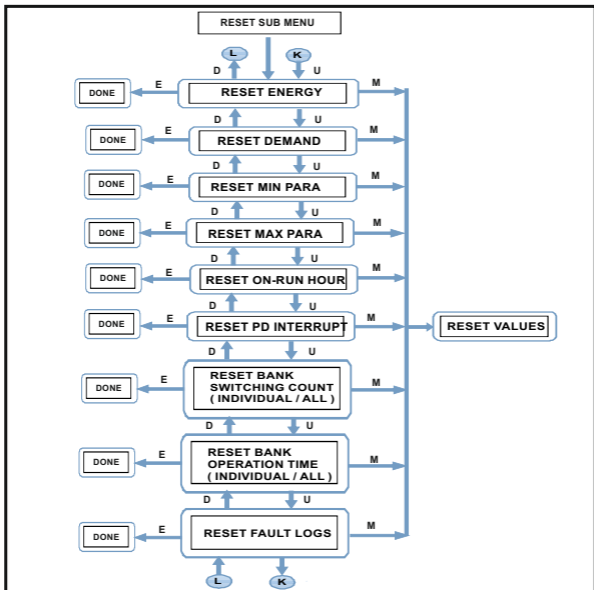 RESET SUB MENU
L K
D U
DONE E RESET ENERGY M
D U
DONE E RESET DEMAND M
D U
DONE E RESET MIN PARA M
D U
DONE E RESET MAX PARA M
D U
DONE E RESET ON-RUN HOUR M
D U
DONE E RESET PD INTERRUPT M RESET VALUES
D U
RESET BANK
DONE E SWITCHING COUNT M
( INDIVIDUAL / ALL )
D U
RESET BANK
DONE E OPERATION TIME M
( INDIVIDUAL / ALL )
D U
DONE E RESET FAULT LOGS M
L K